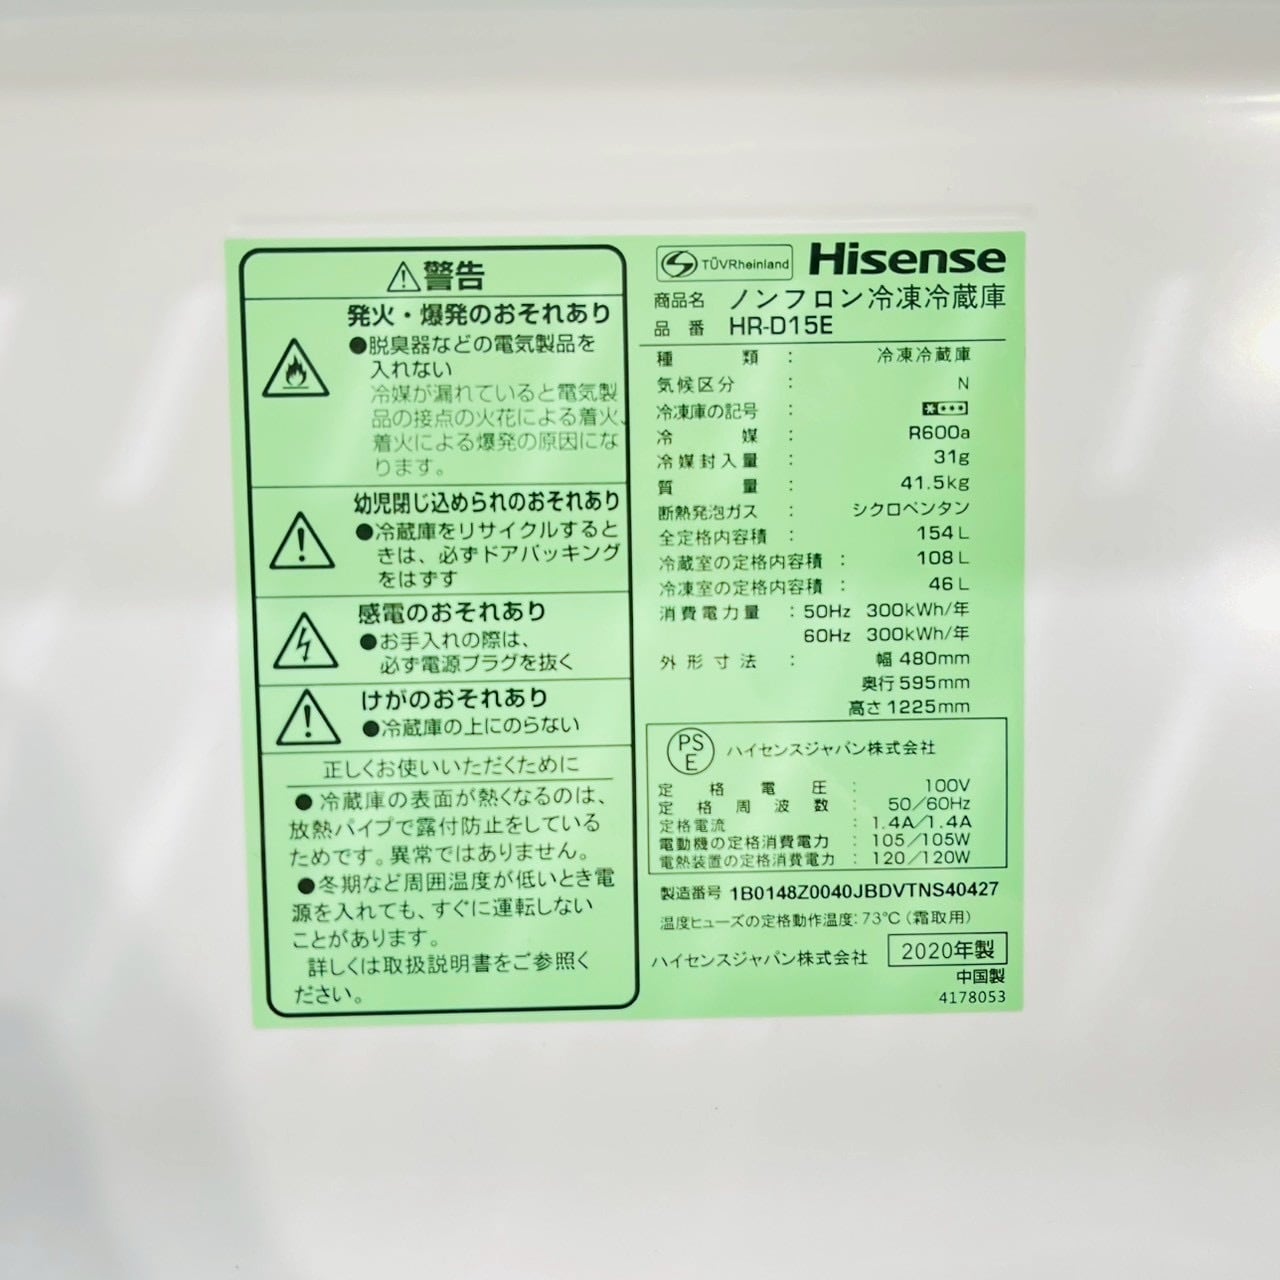 警告
発火・爆発のおそれあり
●脱臭器などの電気製品を
入れない
冷媒が漏れていると電気製
品の接点の火花による着火、
着火による爆発の原因にな
ります。
幼児閉じ込められのおそれあり
●冷蔵庫をリサイクルすると
きは、必ずドアパッキング
をはずす
感電のおそれあり
●お手入れの際は、
必ず電源プラグを抜く
けがのおそれあり
●冷蔵庫の上にのらない
正しくお使いいただくために
●冷蔵庫の表面が熱くなるのは、
放熱パイプで露付防止をしている
ためです。異常ではありません。
●冬期など周囲温度が低いとき電
源を入れても、すぐに運転しない
ことがあります。
詳しくは取扱説明書をご参照く
ださい。
TÜVRheinland Hisense
商品名 ノンフロン冷凍冷蔵庫
品番 HR-D15E
種類 : 冷凍冷蔵庫
気候区分 : N
冷凍庫の記号 : ****
冷媒 : R600a
冷媒封入量 : 31g
質量 : 41.5kg
断熱発泡ガス : シクロペンタン
全定格内容積 : 154L
冷蔵室の定格内容積 : 108L
冷凍室の定格内容積 : 46L
消費電力量 : 50Hz 300kWh/年
60Hz 300kWh/年
外形寸法 : 幅480mm
奥行595mm
高さ1225mm
PSE ハイセンスジャパン株式会社
定格電圧 : 100V
定格周波数 : 50/60Hz
定格電流 : 1.4A/1.4A
電動機の定格消費電力 : 105/105W
電熱装置の定格消費電力 : 120/120W
製造番号 1B0148Z0040JBDVTNS40427
温度ヒューズの定格動作温度:73℃(霜取用)
ハイセンスジャパン株式会社 2020年製
中国製
4178053